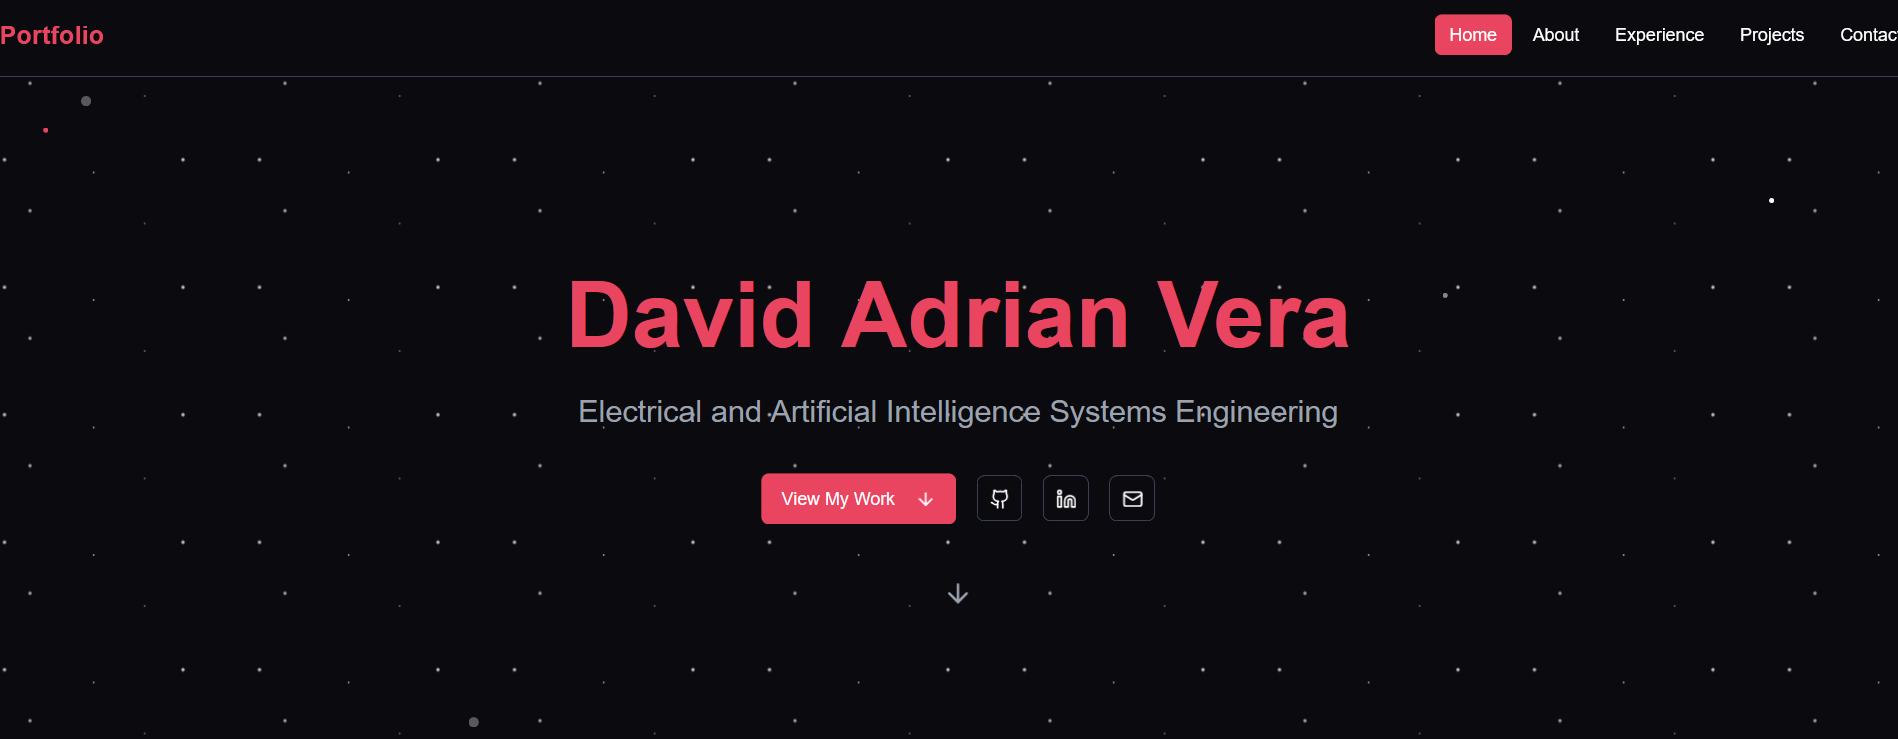 Portfolio
Home About Experience Projects Contac
David Adrian Vera
Electrical and Artificial Intelligence Systems Engineering
View My Work